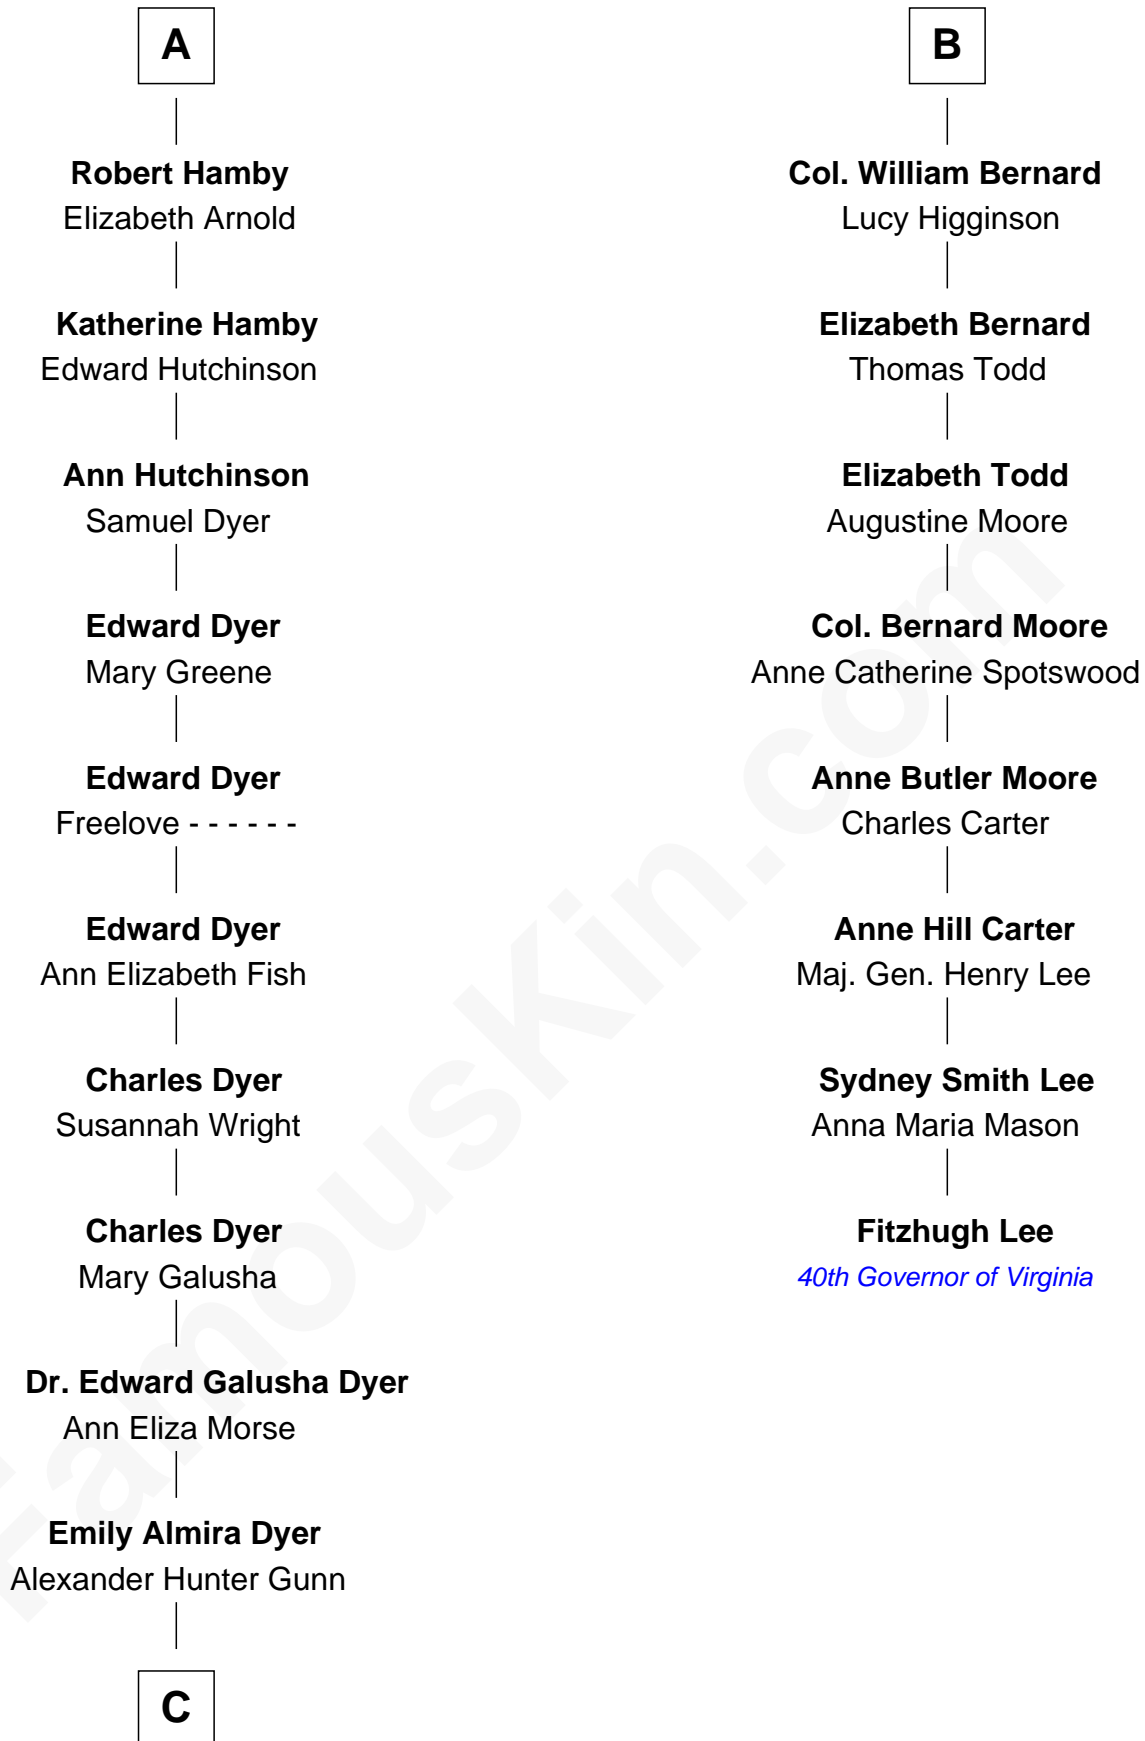 A
Robert Hamby
Elizabeth Arnold
Katherine Hamby
Edward Hutchinson
Ann Hutchinson
Samuel Dyer
Edward Dyer
Mary Greene
Edward Dyer
Freelove - - - - - -
Edward Dyer
Ann Elizabeth Fish
Charles Dyer
Susannah Wright
Charles Dyer
Mary Galusha
Dr. Edward Galusha Dyer
Ann Eliza Morse
Emily Almira Dyer
Alexander Hunter Gunn
C
B
Col. William Bernard
Lucy Higginson
Elizabeth Bernard
Thomas Todd
Elizabeth Todd
Augustine Moore
Col. Bernard Moore
Anne Catherine Spotswood
Anne Butler Moore
Charles Carter
Anne Hill Carter
Maj. Gen. Henry Lee
Sydney Smith Lee
Anna Maria Mason
Fitzhugh Lee
40th Governor of Virginia
FamousKin.com